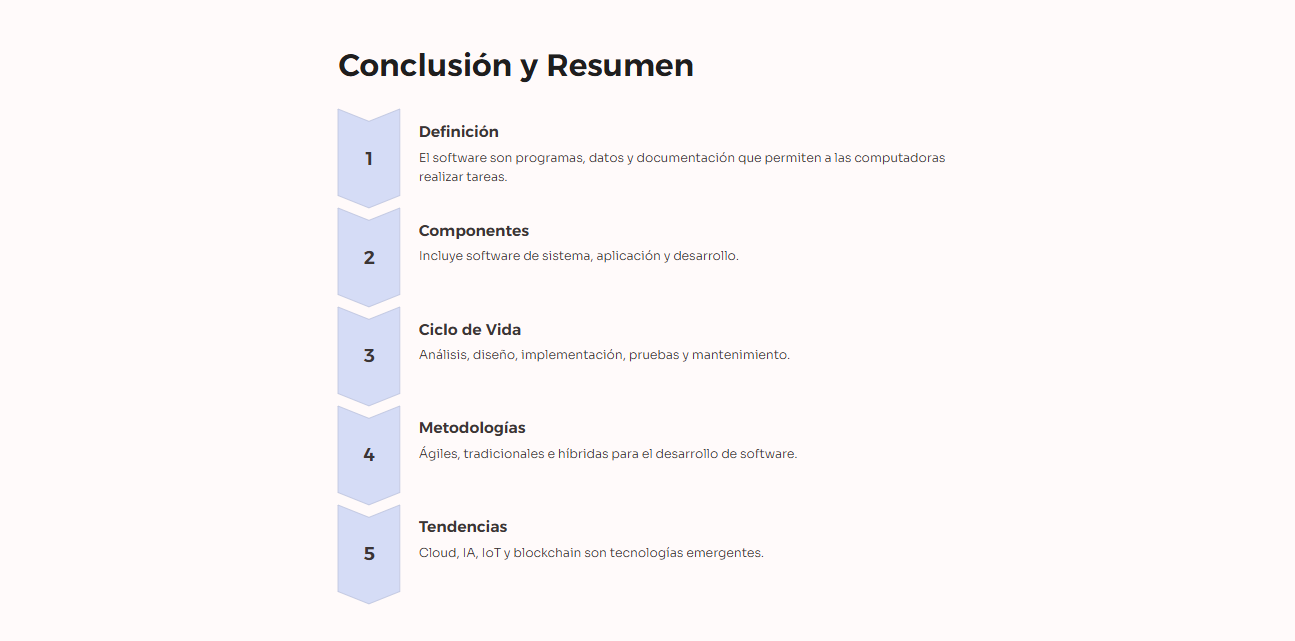 Conclusión y Resumen
1
Definición
El software son programas, datos y documentación que permiten a las computadoras
realizar tareas.
2
Componentes
Incluye software de sistema, aplicación y desarrollo.
3
Ciclo de Vida
Análisis, diseño, implementación, pruebas y mantenimiento.
4
Metodologías
Ágiles, tradicionales e híbridas para el desarrollo de software.
5
Tendencias
Cloud, IA, IoT y blockchain son tecnologías emergentes.